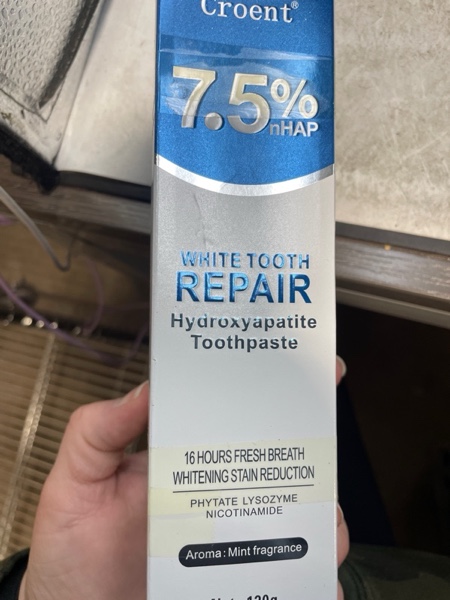 Croent®
7.5%
nHAP
WHITE TOOTH
REPAIR
Hydroxyapatite
Toothpaste
16 HOURS FRESH BREATH
WHITENING STAIN REDUCTION
PHYTATE LYSOZYME
NICOTINAMIDE
Aroma : Mint fragrance
120g